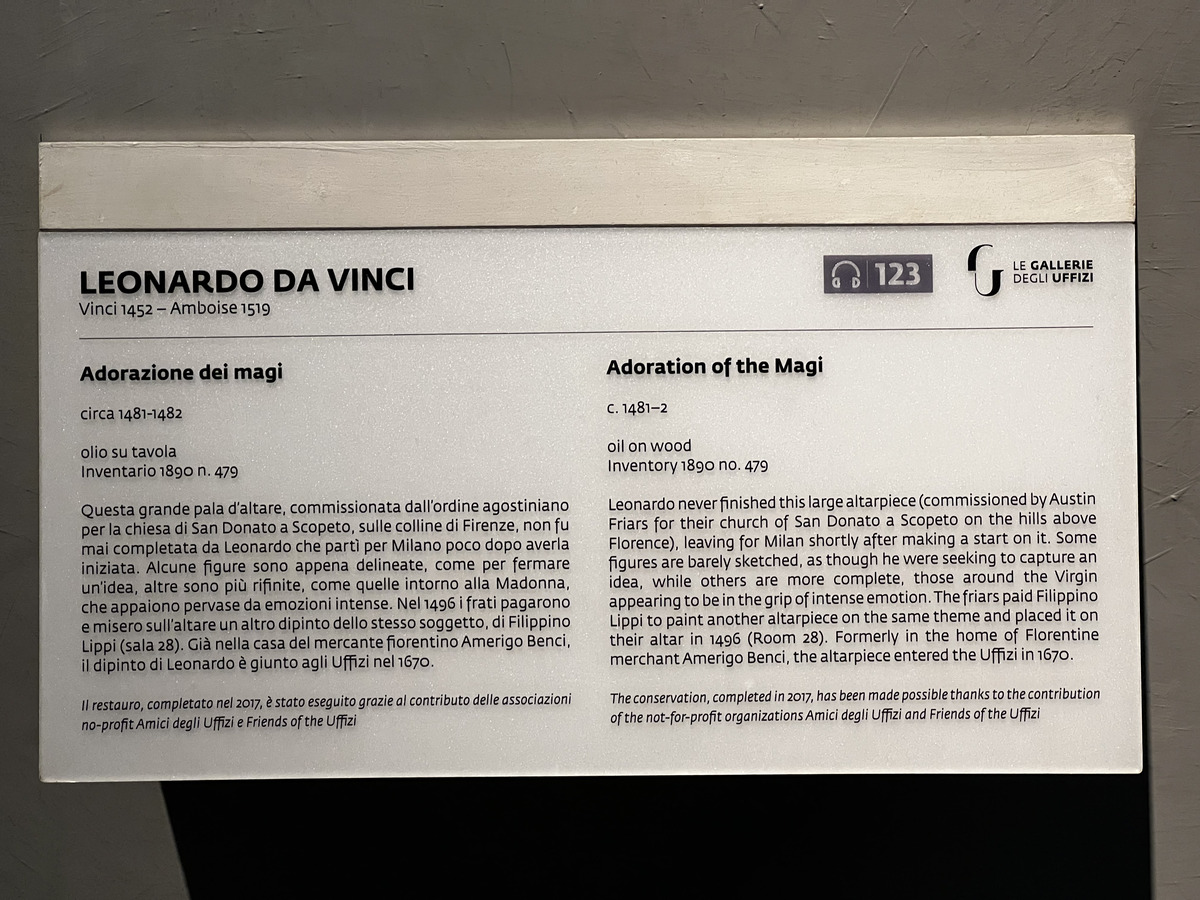 LEONARDO DA VINCI
Vinci 1452 – Amboise 1519
123
LE GALLERIE
DEGLI UFFIZI
Adorazione dei magi
circa 1481-1482
olio su tavola
Inventario 1890 n. 479
Questa grande pala d'altare, commissionata dall'ordine agostiniano
per la chiesa di San Donato a Scopeto, sulle colline di Firenze, non fu
mai completata da Leonardo che partì per Milano poco dopo averla
iniziata. Alcune figure sono appena delineate, come per fermare
un'idea, altre sono più rifinite, come quelle intorno alla Madonna,
che appaiono pervase da emozioni intense. Nel 1496 i frati pagarono
e misero sull'altare un altro dipinto dello stesso soggetto, di Filippino
Lippi (sala 28). Già nella casa del mercante fiorentino Amerigo Benci,
il dipinto di Leonardo è giunto agli Uffizi nel 1670.
Il restauro, completato nel 2017, è stato eseguito grazie al contributo delle associazioni
no-profit Amici degli Uffizi e Friends of the Uffizi
Adoration of the Magi
c. 1481–2
oil on wood
Inventory 1890 no. 479
Leonardo never finished this large altarpiece (commissioned by Austin
Friars for their church of San Donato a Scopeto on the hills above
Florence), leaving for Milan shortly after making a start on it. Some
figures are barely sketched, as though he were seeking to capture an
idea, while others are more complete, those around the Virgin
appearing to be in the grip of intense emotion. The friars paid Filippino
Lippi to paint another altarpiece on the same theme and placed it on
their altar in 1496 (Room 28). Formerly in the home of Florentine
merchant Amerigo Benci, the altarpiece entered the Uffizi in 1670.
The conservation, completed in 2017, has been made possible thanks to the contribution
of the not-for-profit organizations Amici degli Uffizi and Friends of the Uffizi